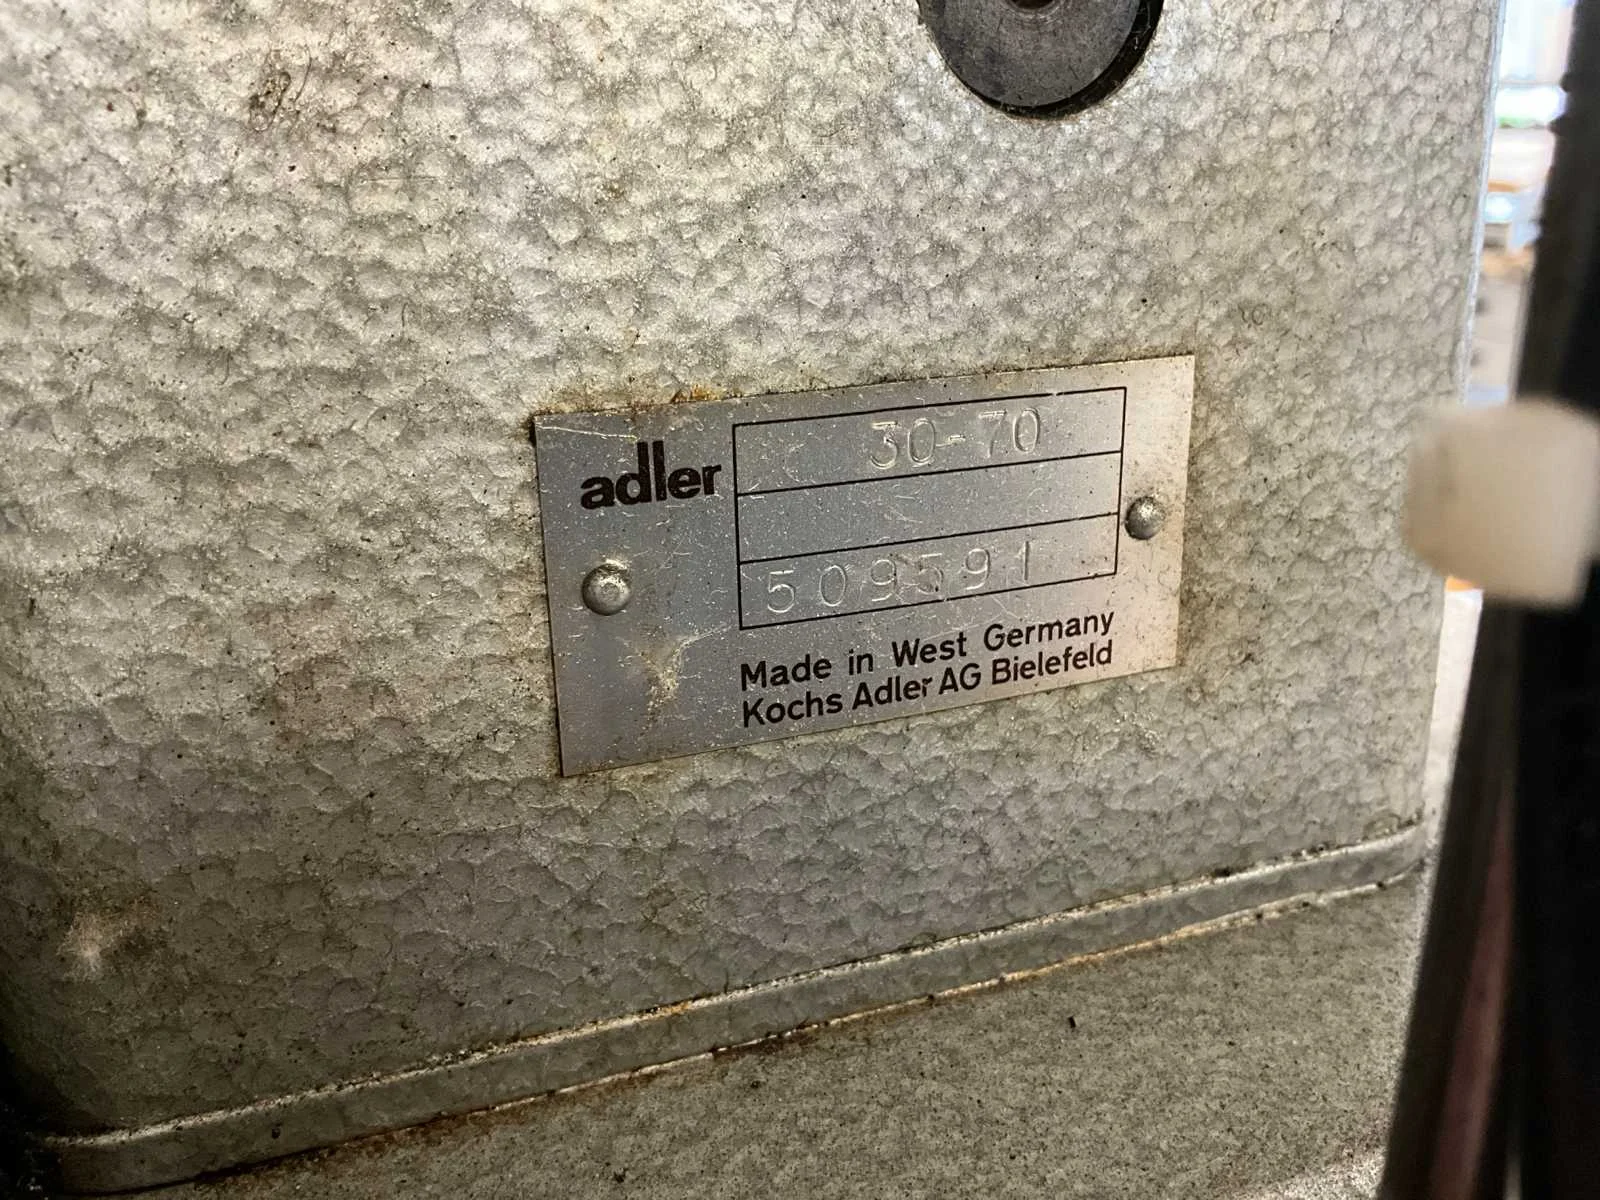 adler
30-70
509591
Made in West Germany
Kochs Adler AG Bielefeld